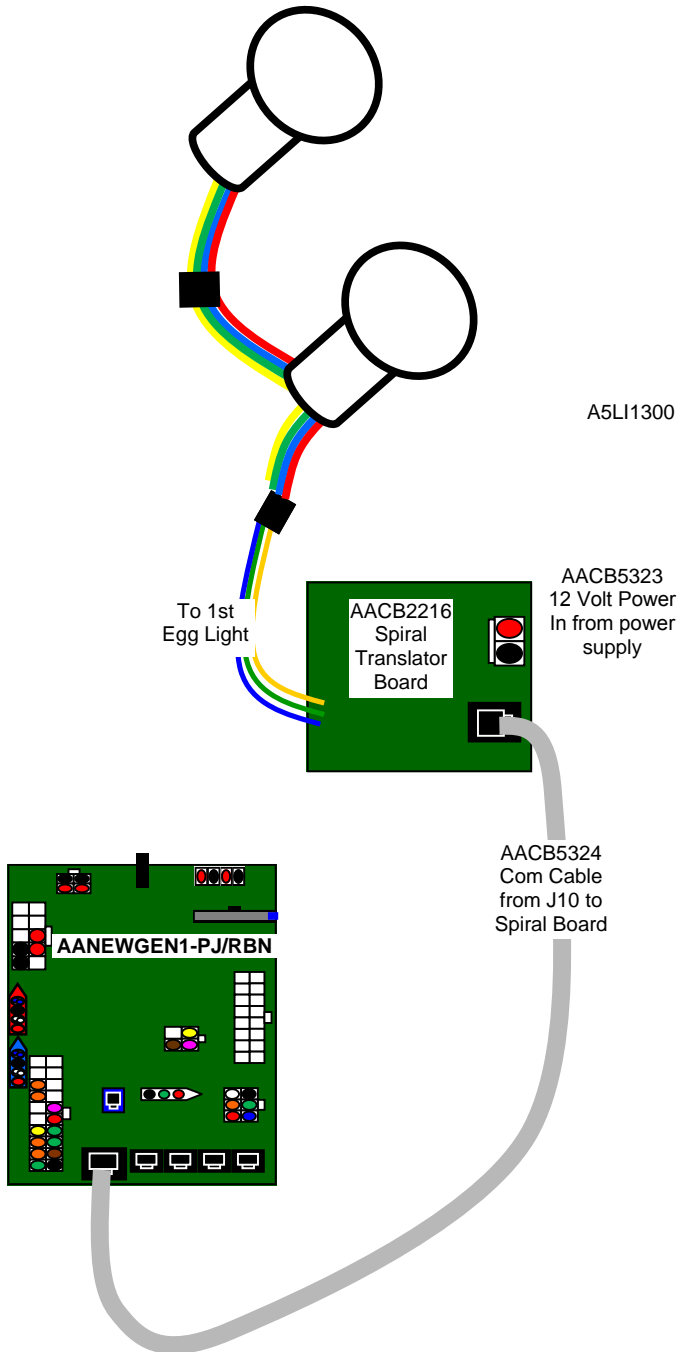 A5LI1300
AACB5323
12 Volt Power
In from power
supply
To 1st
Egg Light
AACB2216
Spiral
Translator
Board
AACB5324
Com Cable
from J10 to
Spiral Board
AANEWGEN1-PJ/RBN